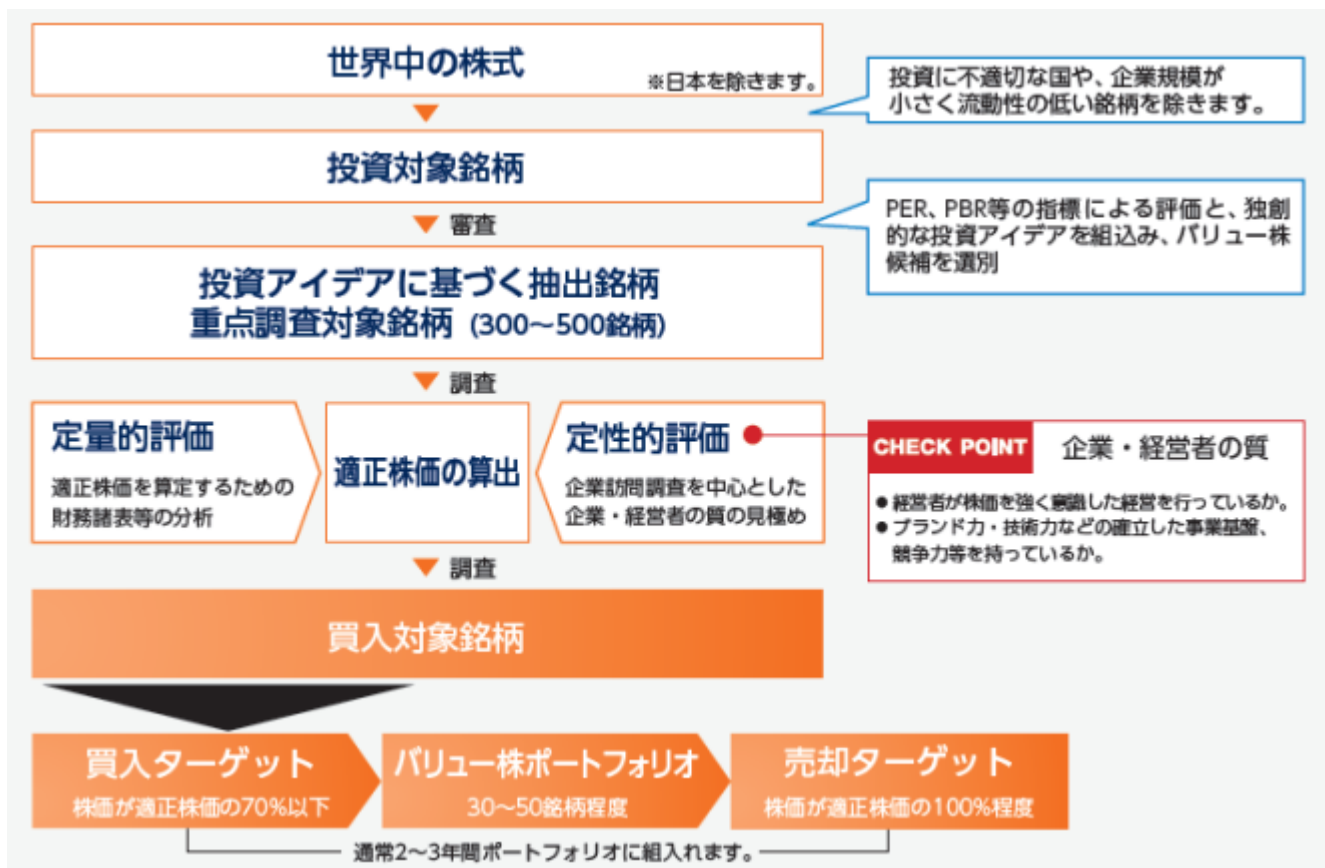 世界中の株式
※日本を除きます。
投資に不適切な国や、企業規模が
小さく流動性の低い銘柄を除きます。
投資対象銘柄
審査
PER、PBR等の指標による評価と、独創
的な投資アイデアを組込み、バリュー株
候補を選別
投資アイデアに基づく抽出銘柄
重点調査対象銘柄 (300～500銘柄)
調査
定量的評価
適正株価を算定するための
財務諸表等の分析
適正株価の算出
定性的評価
企業訪問調査を中心とした
企業・経営者の質の見極め
CHECK POINT 企業・経営者の質
● 経営者が株価を強く意識した経営を行っているか。
● ブランド力・技術力などの確立した事業基盤、
競争力等を持っているか。
調査
買入対象銘柄
買入ターゲット
株価が適正株価の70%以下
バリュー株ポートフォリオ
30～50銘柄程度
売却ターゲット
株価が適正株価の100%程度
通常2～3年間ポートフォリオに組入れます。